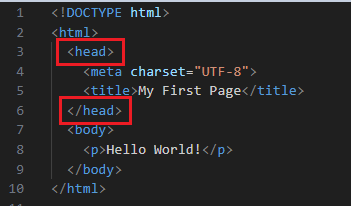 1 <!DOCTYPE html>
2 <html>
3   <head>
4     <meta charset="UTF-8">
5     <title>My First Page</title>
6   </head>
7   <body>
8     <p>Hello World!</p>
9   </body>
10 </html>